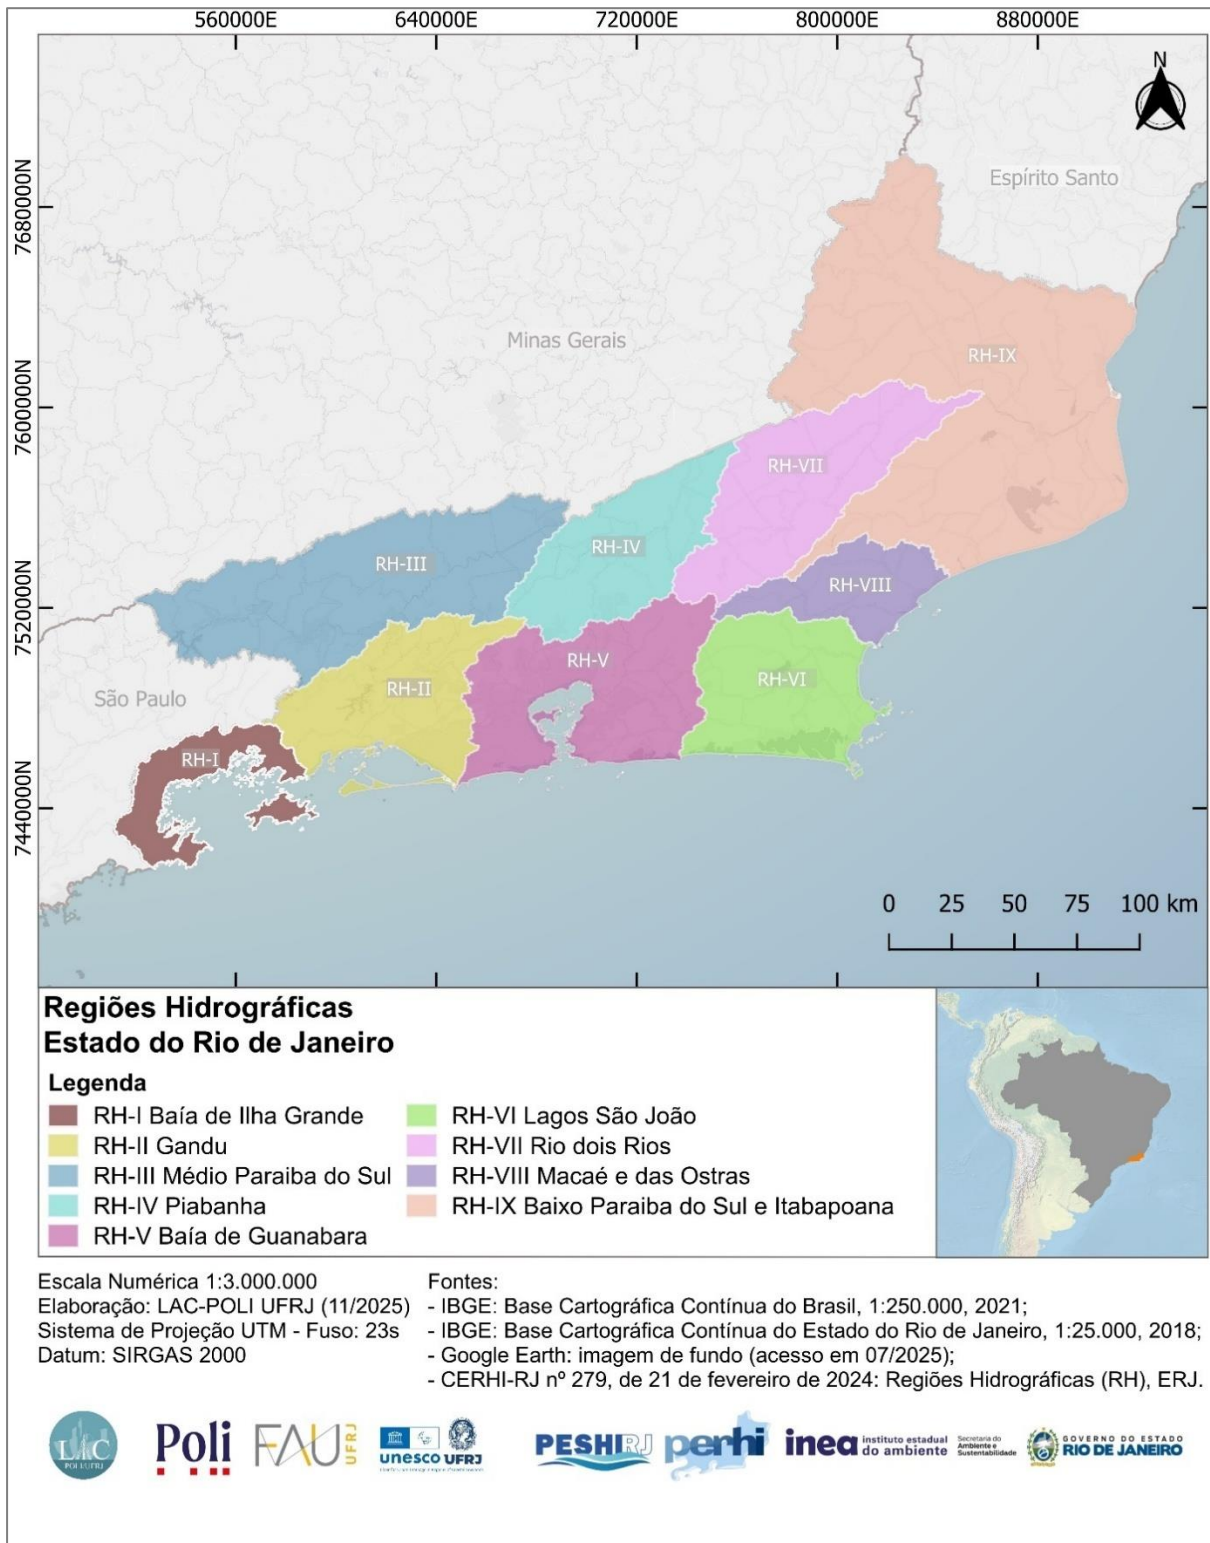 560000E 640000E 720000E 800000E 880000E
N
Espírito Santo
7680000N
Minas Gerais
RH-IX
7600000N
RH-VII
RH-IV
RH-III
RH-VIII
7520000N
RH-V
RH-VI
RH-II
São Paulo
RH-I
7440000N
0 25 50 75 100 km
Regiões Hidrográficas
Estado do Rio de Janeiro
Legenda
RH-I Baía de Ilha Grande
RH-II Gandu
RH-III Médio Paraiba do Sul
RH-IV Piabanha
RH-V Baía de Guanabara
RH-VI Lagos São João
RH-VII Rio dois Rios
RH-VIII Macaé e das Ostras
RH-IX Baixo Paraiba do Sul e Itabapoana
Escala Numérica 1:3.000.000
Elaboração: LAC-POLI UFRJ (11/2025)
Sistema de Projeção UTM - Fuso: 23s
Datum: SIRGAS 2000
Fontes:
- IBGE: Base Cartográfica Contínua do Brasil, 1:250.000, 2021;
- IBGE: Base Cartográfica Contínua do Estado do Rio de Janeiro, 1:25.000, 2018;
- Google Earth: imagem de fundo (acesso em 07/2025);
- CERHI-RJ nº 279, de 21 de fevereiro de 2024: Regiões Hidrográficas (RH), ERJ.
LAC
POLI/UFRJ
Poli
FAU
UFRJ
unesco UFRJ
PESHIRJ
perhi
inea instituto estadual
do ambiente
Secretaria do
Ambiente e
Sustentabilidade
GOVERNO DO ESTADO
RIO DE JANEIRO